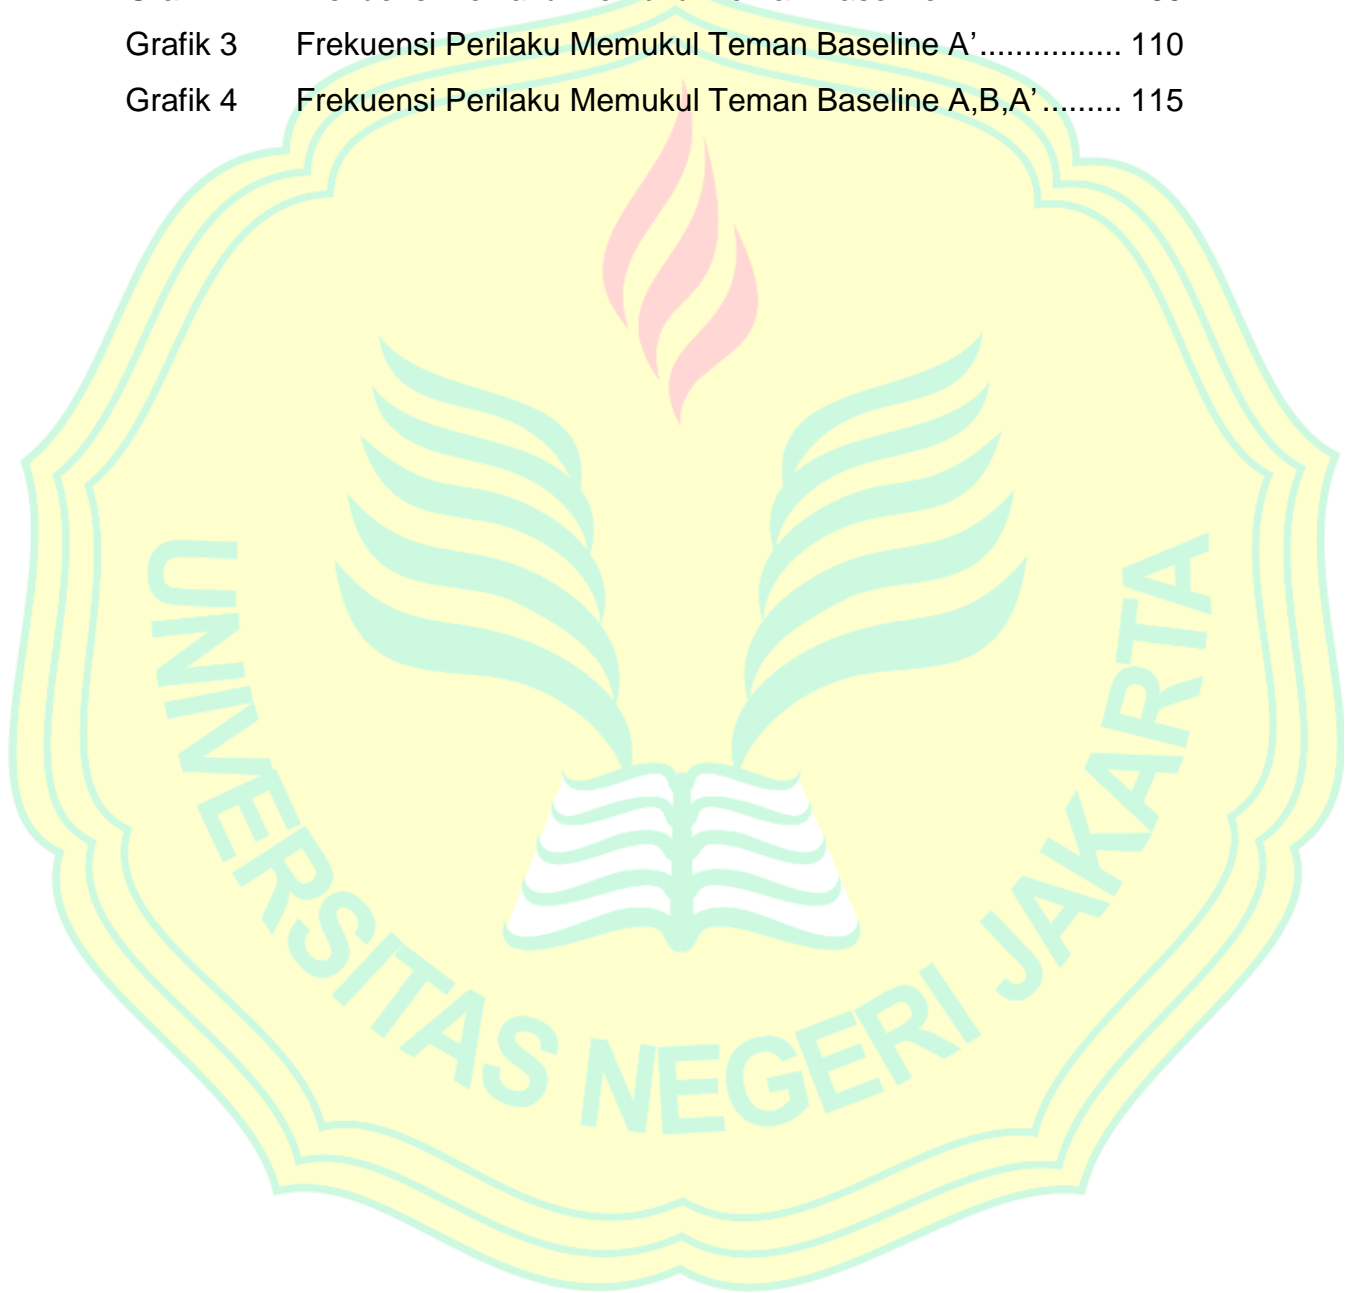 Grafik 3 Frekuensi Perilaku Memukul Teman Baseline A’................ 110
Grafik 4 Frekuensi Perilaku Memukul Teman Baseline A,B,A’......... 115
UNIVERSITAS NEGERI JAKARTA